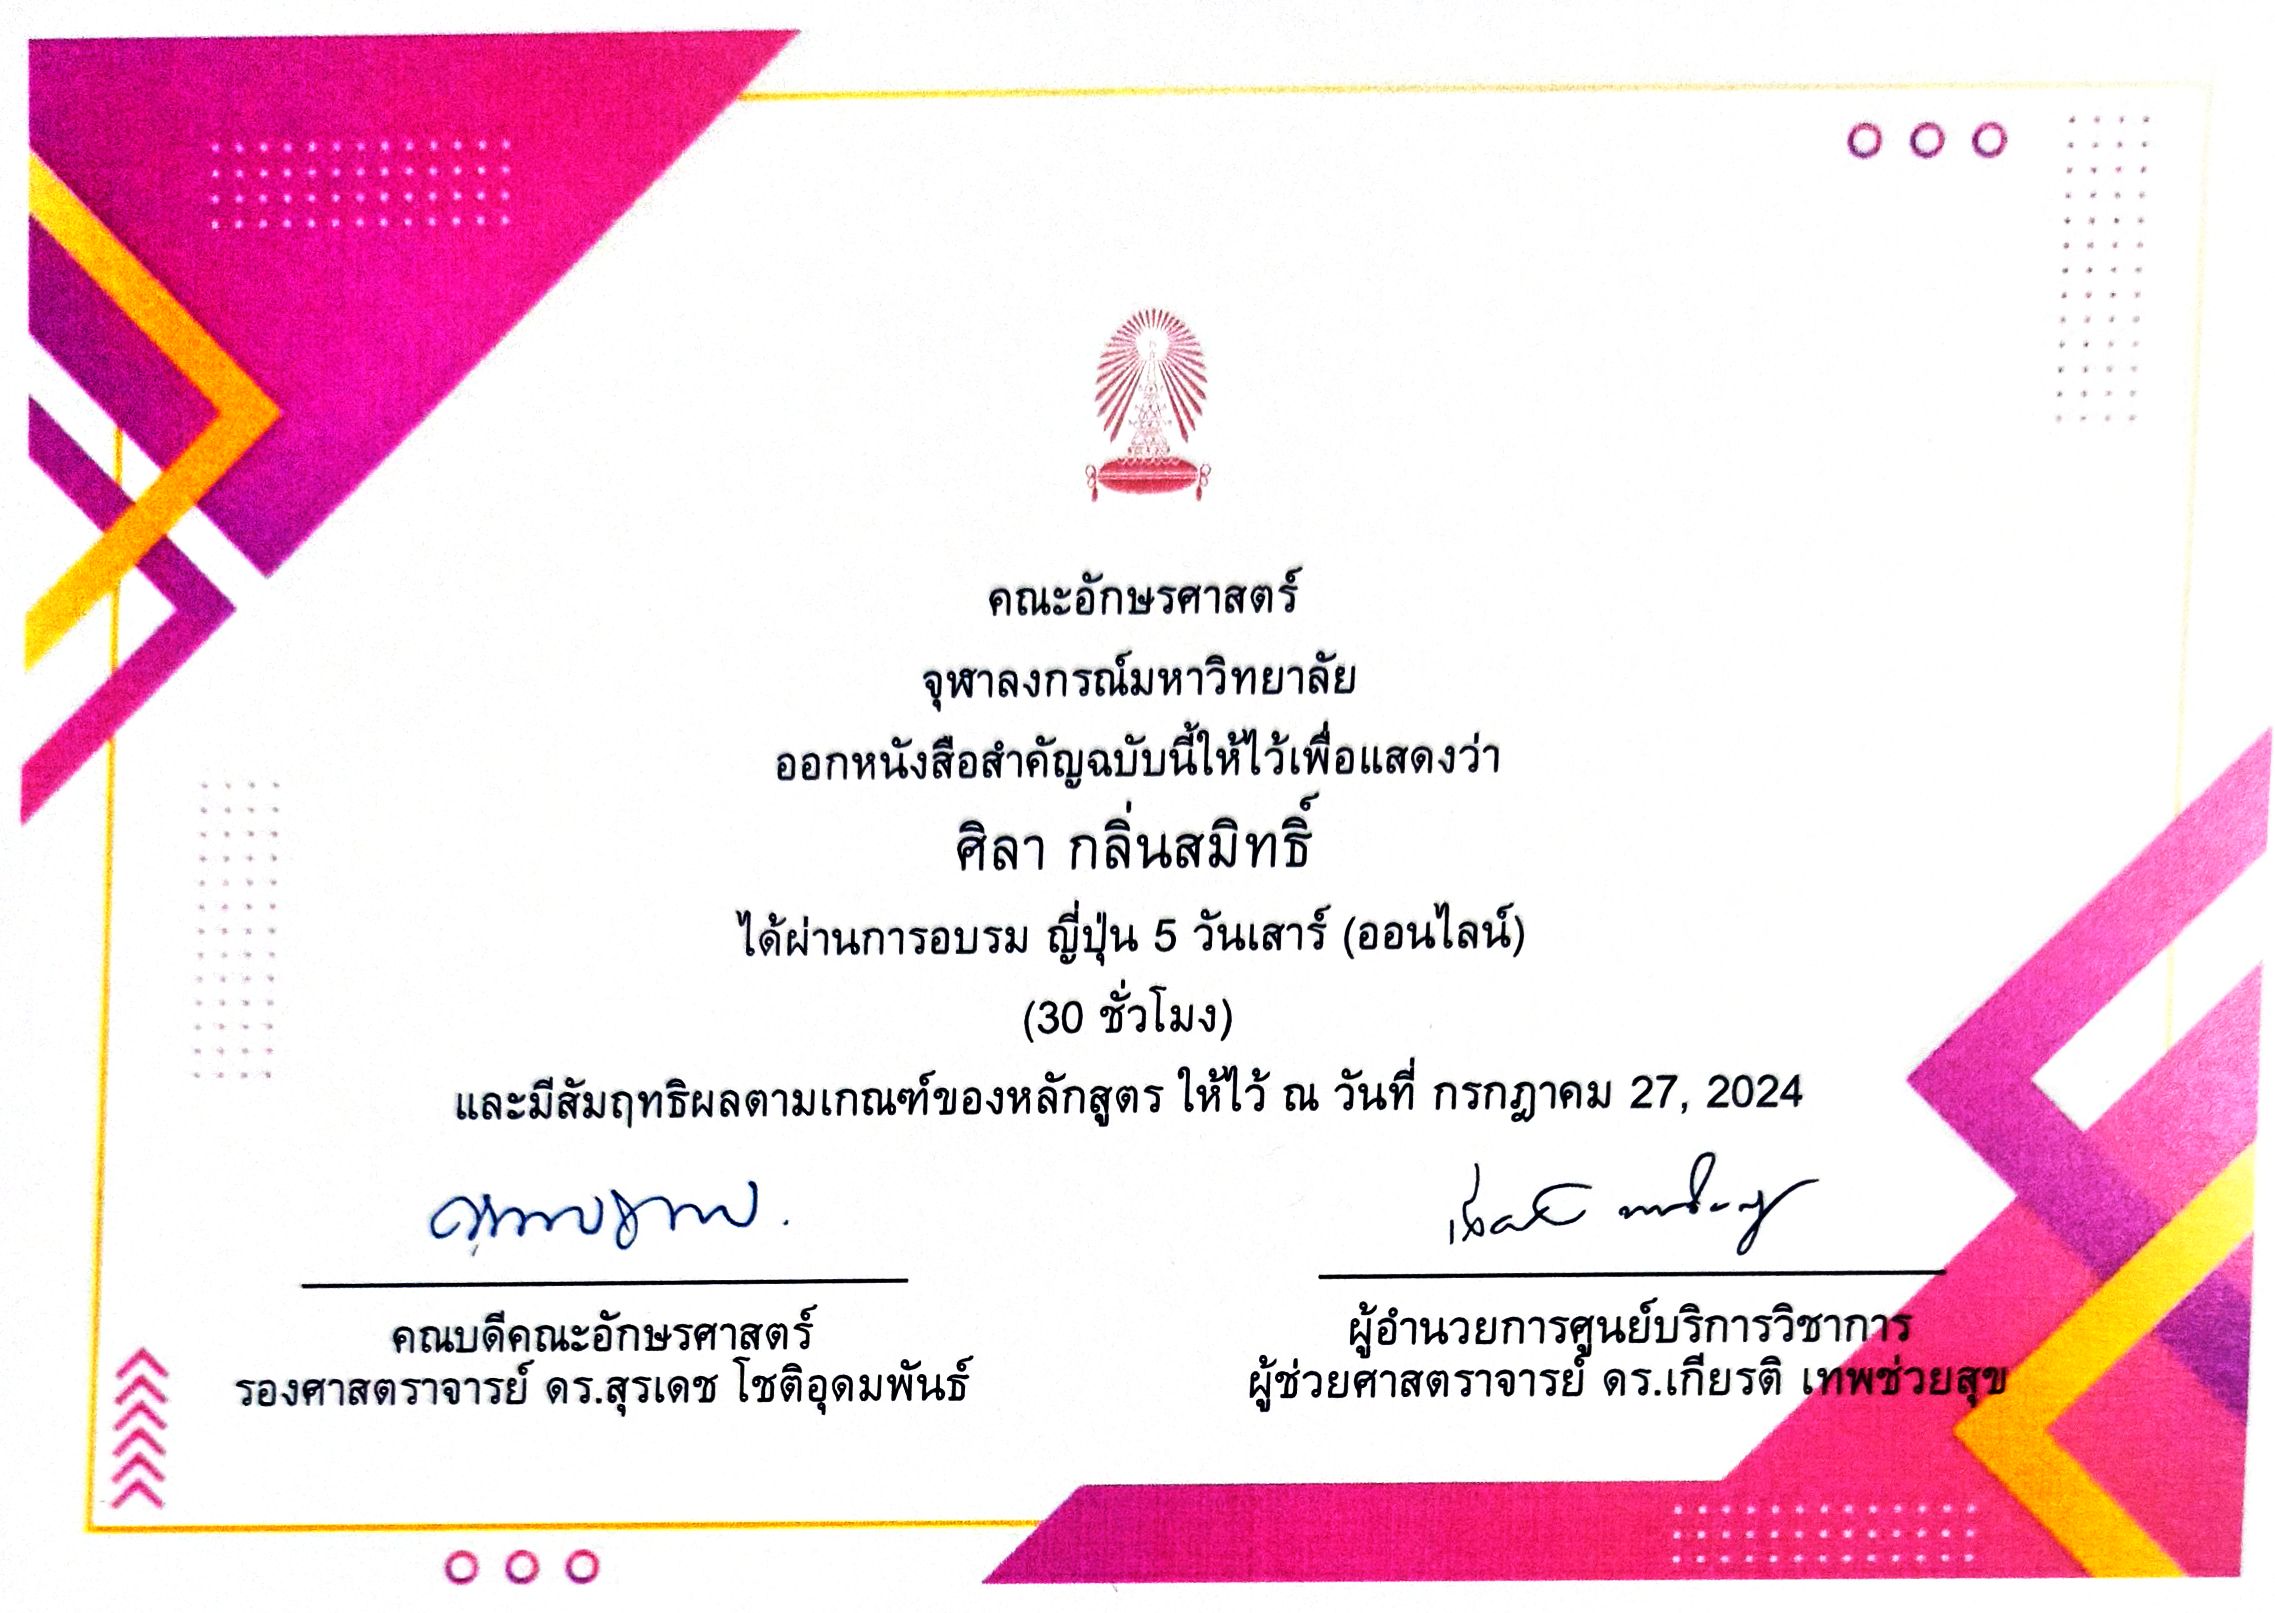 คณะอักษรศาสตร์
จุฬาลงกรณ์มหาวิทยาลัย
ออกหนังสือสำคัญฉบับนี้ให้ไว้เพื่อแสดงว่า
ศิลา กลิ่นสมิทธิ์
ได้ผ่านการอบรม ญี่ปุ่น 5 วันเสาร์ (ออนไลน์)
(30 ชั่วโมง)
และมีสัมฤทธิผลตามเกณฑ์ของหลักสูตร ให้ไว้ ณ วันที่ กรกฎาคม 27, 2024
คณบดีคณะอักษรศาสตร์
รองศาสตราจารย์ ดร.สุรเดช โชติอุดมพันธ์
ผู้อำนวยการศูนย์บริการวิชาการ
ผู้ช่วยศาสตราจารย์ ดร.เกียรติ เทพช่วยสุข